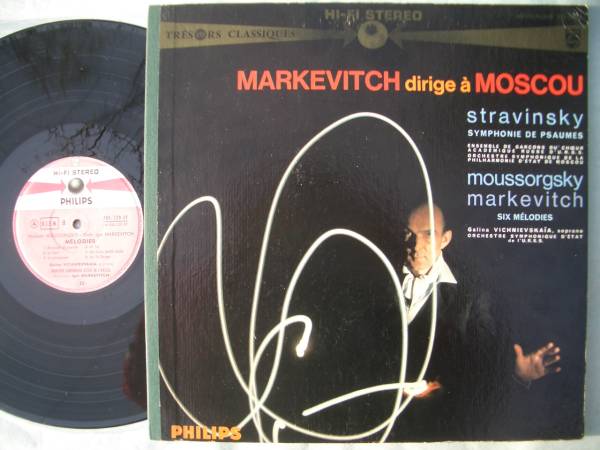 HI-FI STEREO
TRÉSORS CLASSIQUES
MARKEVITCH dirige à MOSCOU
stravinsky
SYMPHONIE DE PSAUMES
ENSEMBLE DE GARÇONS DU CHŒUR
ACADÉMIQUE RUSSE D'U.R.S.S.
ORCHESTRE SYMPHONIQUE DE LA
PHILHARMONIE D'ÉTAT DE MOSCOU
moussorgsky
markevitch
SIX MÉLODIES
Galina VICHNIEVSKAÏA, soprano
ORCHESTRE SYMPHONIQUE D'ÉTAT
de l'U.R.S.S.
PHILIPS
HI-FI STEREO
PHILIPS
MÉLODIES